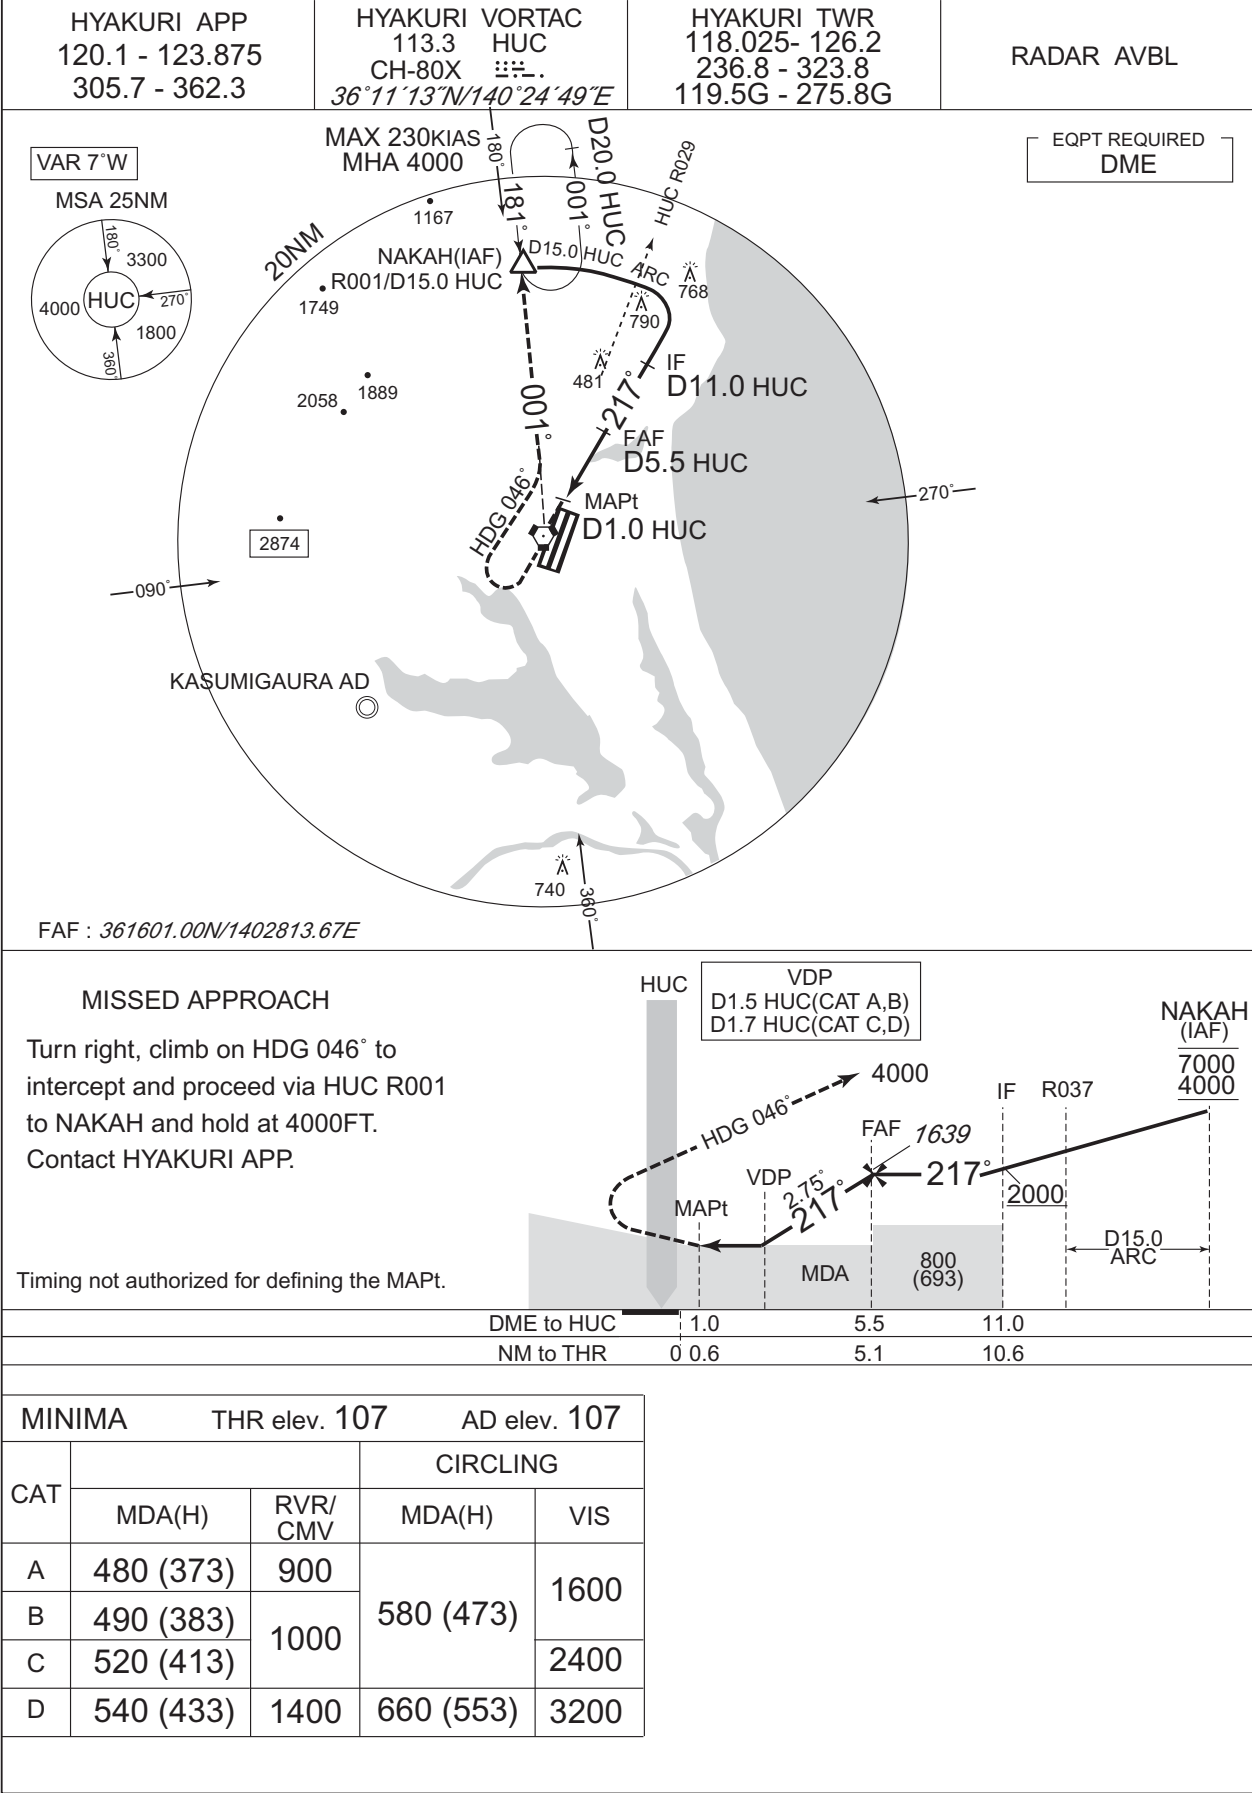 HYAKURI APP
120.1 - 123.875
305.7 - 362.3
HYAKURI VORTAC
113.3 HUC
CH-80X
36°11′13″N/140°24′49″E
HYAKURI TWR
118.025- 126.2
236.8 - 323.8
119.5G - 275.8G
RADAR AVBL
VAR 7°W
MSA 25NM
180°
3300
4000
HUC
270°
1800
360°
MAX 230KIAS
MHA 4000
180°
181°
001°
D20.0 HUC
HUC R029
EQPT REQUIRED
DME
20NM
1167
NAKAH(IAF)
R001/D15.0 HUC
D15.0 HUC ARC
768
1749
790
481
IF
D11.0 HUC
217°
1889
2058
001°
FAF
D5.5 HUC
HDG 046°
MAPt
D1.0 HUC
270°
2874
090°
KASUMIGAURA AD
740
360°
FAF : 361601.00N/1402813.67E
MISSED APPROACH
Turn right, climb on HDG 046° to
intercept and proceed via HUC R001
to NAKAH and hold at 4000FT.
Contact HYAKURI APP.
Timing not authorized for defining the MAPt.
HUC
VDP
D1.5 HUC(CAT A,B)
D1.7 HUC(CAT C,D)
NAKAH
(IAF)
7000
4000
4000
HDG 046°
IF
R037
FAF
1639
VDP
2.75°
217°
217°
2000
MAPt
D15.0
ARC
MDA
800
(693)
DME to HUC 1.0 5.5 11.0
NM to THR 0 0.6 5.1 10.6
MINIMA THR elev. 107 AD elev. 107
CAT
CIRCLING
MDA(H) RVR/CMV MDA(H) VIS
A 480 (373) 900 580 (473) 1600
B 490 (383) 1000
C 520 (413) 2400
D 540 (433) 1400 660 (553) 3200